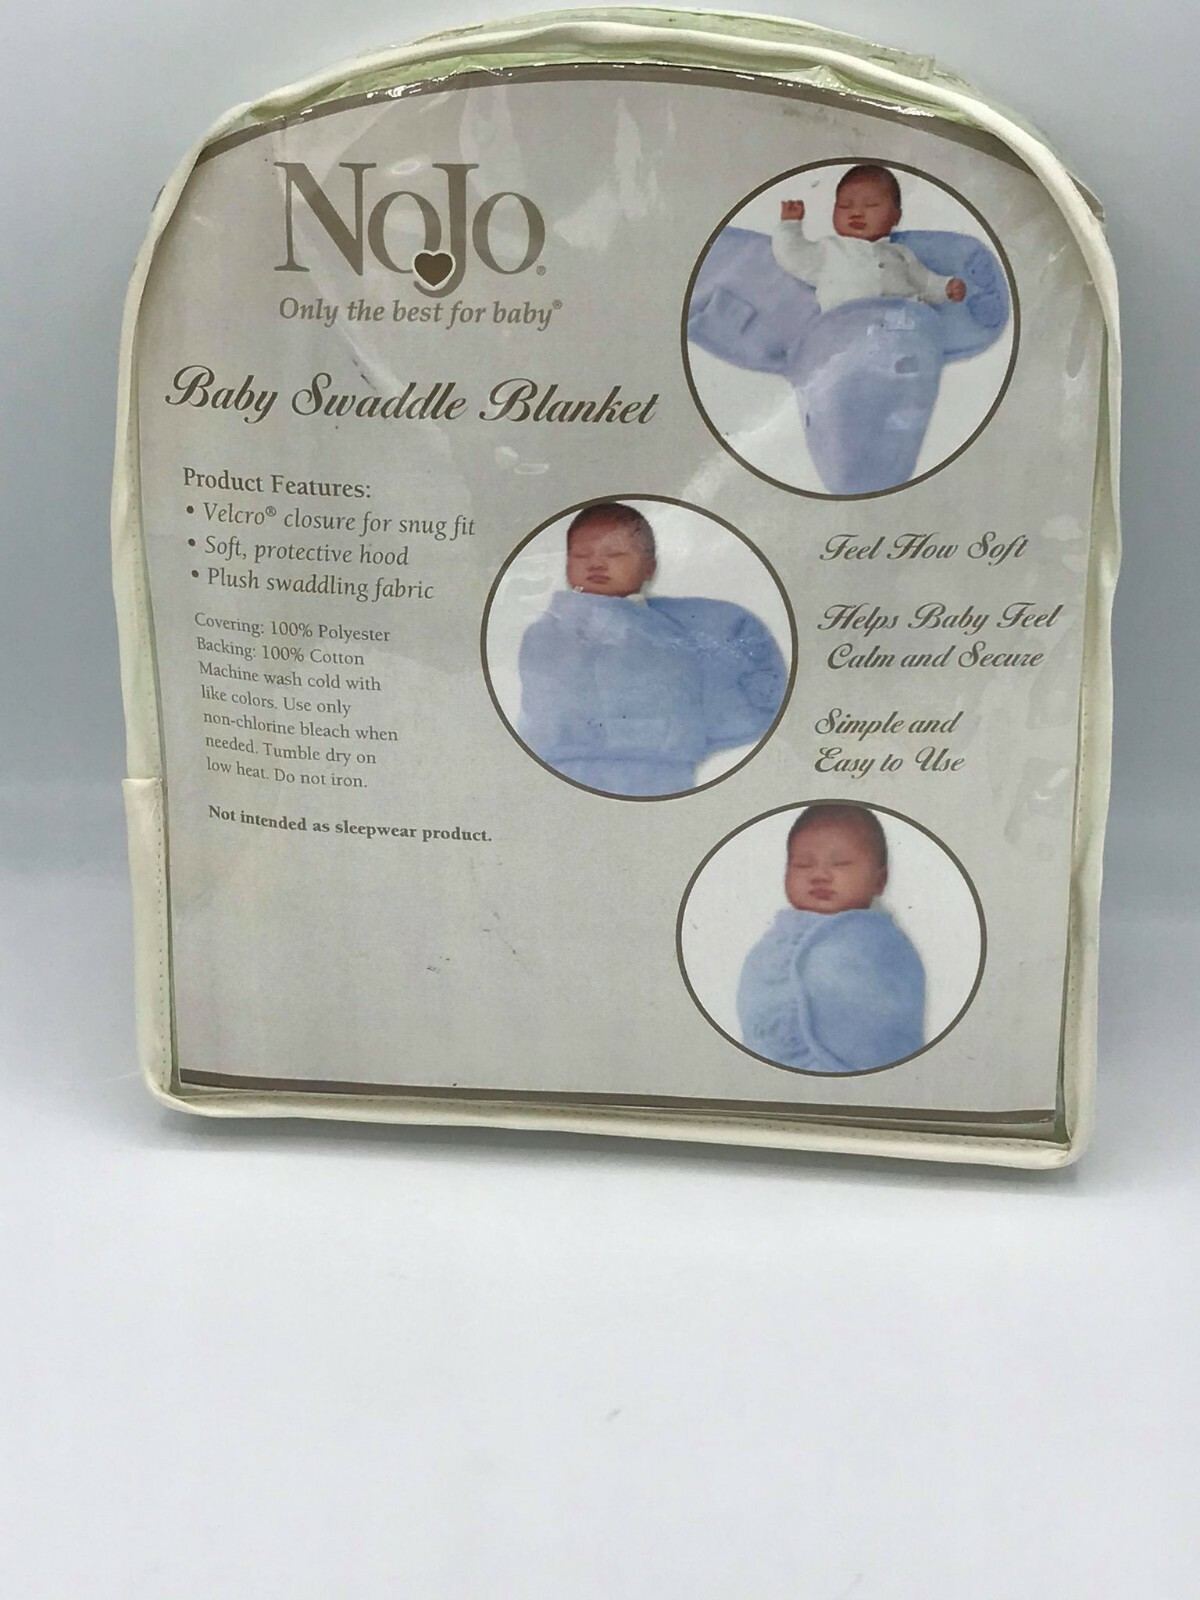 NoJo®
Only the best for baby®
Baby Swaddle Blanket
Product Features:
• Velcro® closure for snug fit
• Soft, protective hood
• Plush swaddling fabric
Covering: 100% Polyester
Backing: 100% Cotton
Machine wash cold with
like colors. Use only
non-chlorine bleach when
needed. Tumble dry on
low heat. Do not iron.
Not intended as sleepwear product.
Feel How Soft
Helps Baby Feel
Calm and Secure
Simple and
Easy to Use